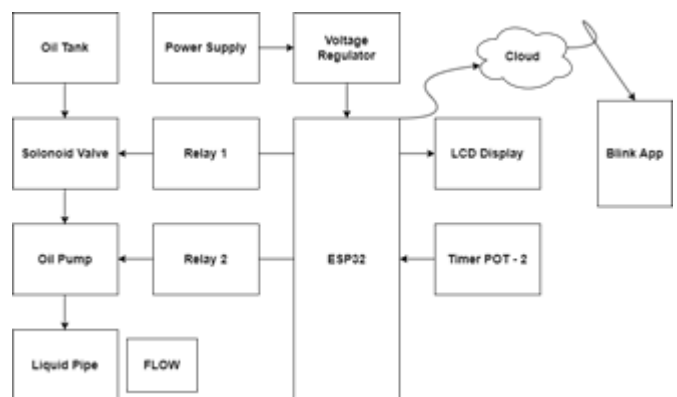 Oil Tank
Power Supply
Voltage
Regulator
Cloud
Solonoid Valve
Relay 1
LCD Display
Blink App
Oil Pump
Relay 2
ESP32
Timer POT - 2
Liquid Pipe
FLOW